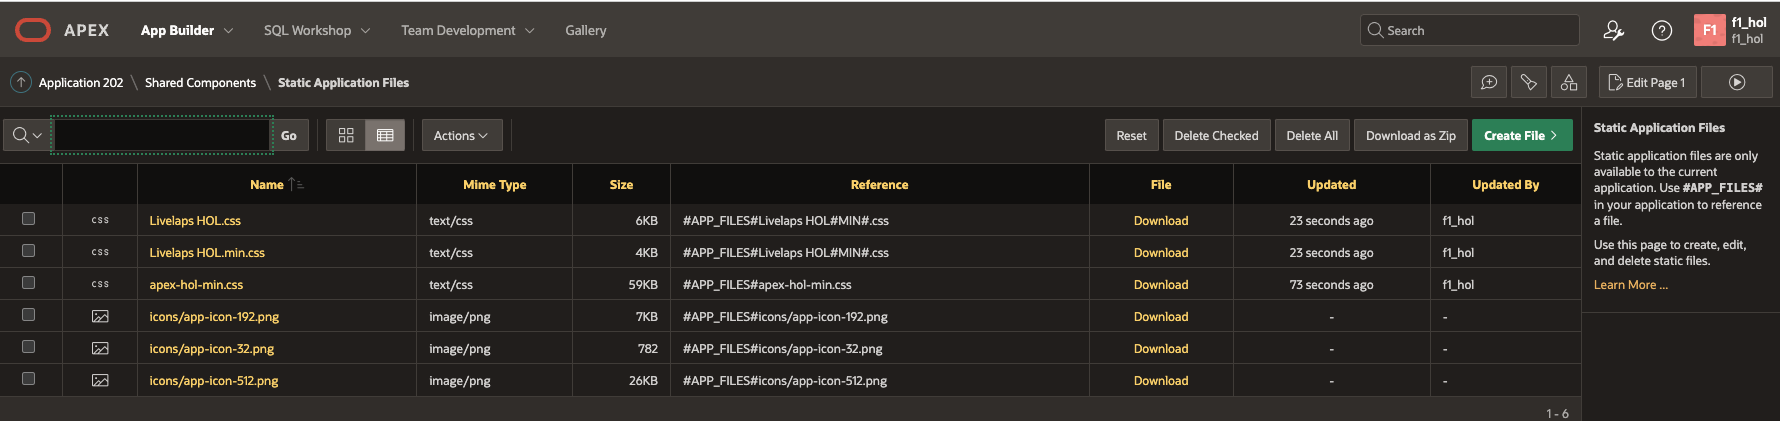 APEX App Builder SQL Workshop Team Development Gallery Search F1 f1_hol
f1_hol
Application 202 \ Shared Components \ Static Application Files Edit Page 1
Go Actions Reset Delete Checked Delete All Download as Zip Create File
Name Mime Type Size Reference File Updated Updated By
css Livelaps HOL.css text/css 6KB #APP_FILES#Livelaps HOL#MIN#.css Download 23 seconds ago f1_hol
css Livelaps HOL.min.css text/css 4KB #APP_FILES#Livelaps HOL#MIN#.css Download 23 seconds ago f1_hol
css apex-hol-min.css text/css 59KB #APP_FILES#apex-hol-min.css Download 73 seconds ago f1_hol
icons/app-icon-192.png image/png 7KB #APP_FILES#icons/app-icon-192.png Download - -
icons/app-icon-32.png image/png 782 #APP_FILES#icons/app-icon-32.png Download - -
icons/app-icon-512.png image/png 26KB #APP_FILES#icons/app-icon-512.png Download - -
1 - 6
Static Application Files
Static application files are only
available to the current
application. Use #APP_FILES#
in your application to reference
a file.
Use this page to create, edit,
and delete static files.
Learn More ...